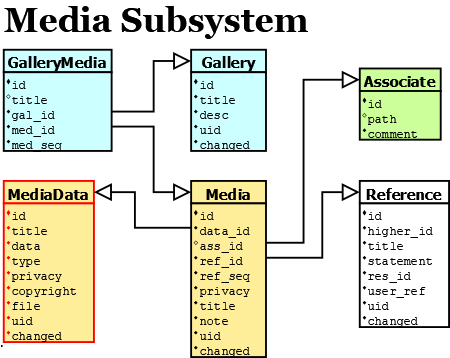 Media Subsystem
GalleryMedia
id
title
gal_id
med_id
med_seq
Gallery
id
title
desc
uid
changed
Associate
id
path
comment
MediaData
id
title
data
type
privacy
copyright
file
uid
changed
Media
id
data_id
ass_id
ref_id
ref_seq
privacy
title
note
uid
changed
Reference
id
higher_id
title
statement
res_id
user_ref
uid
changed